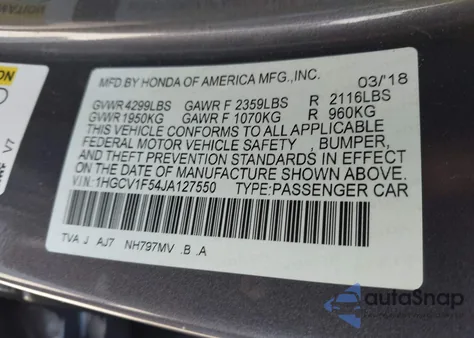 MFD.BY HONDA OF AMERICA MFG.,INC. 03/'18
GVWR 4299LBS GAWR F 2359LBS R 2116LBS
GVWR 1950KG GAWR F 1070KG R 960KG
THIS VEHICLE CONFORMS TO ALL APPLICABLE
FEDERAL MOTOR VEHICLE SAFETY , BUMPER,
AND THEFT PREVENTION STANDARDS IN EFFECT
ON THE DATE OF MANUFACTURE SHOWN ABOVE.
VIN: 1HGCV1F54JA127550 TYPE:PASSENGER CAR
TVA J AJ7 NH797MV .B .A
V7
autoSnap